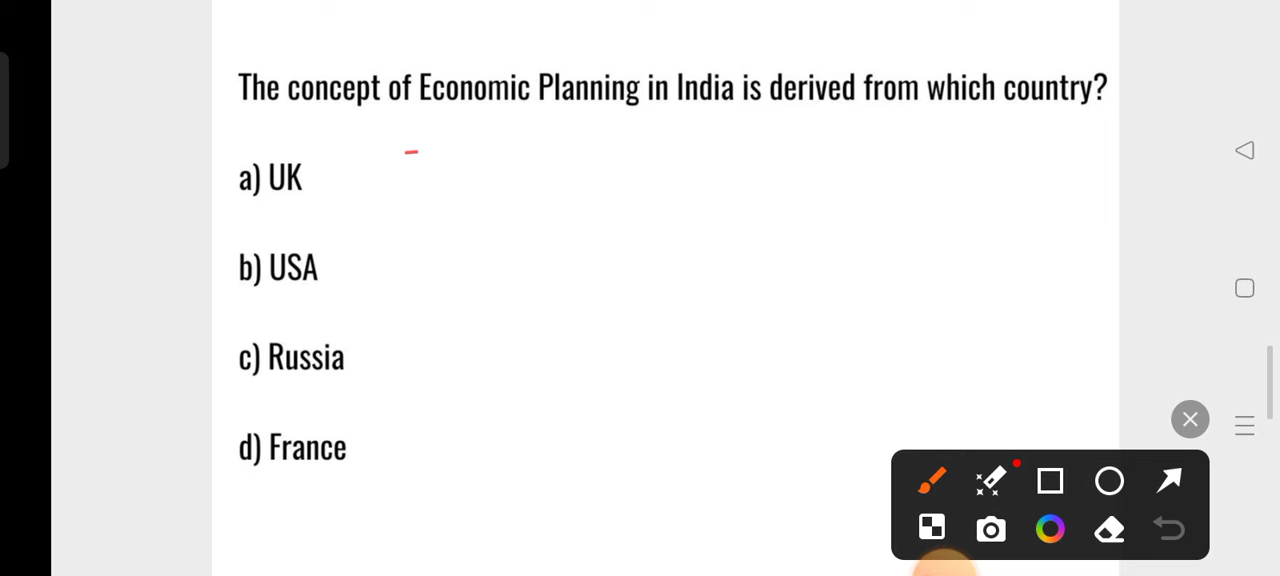 The concept of Economic Planning in India is derived from which country?
a) UK
b) USA
c) Russia
d) France